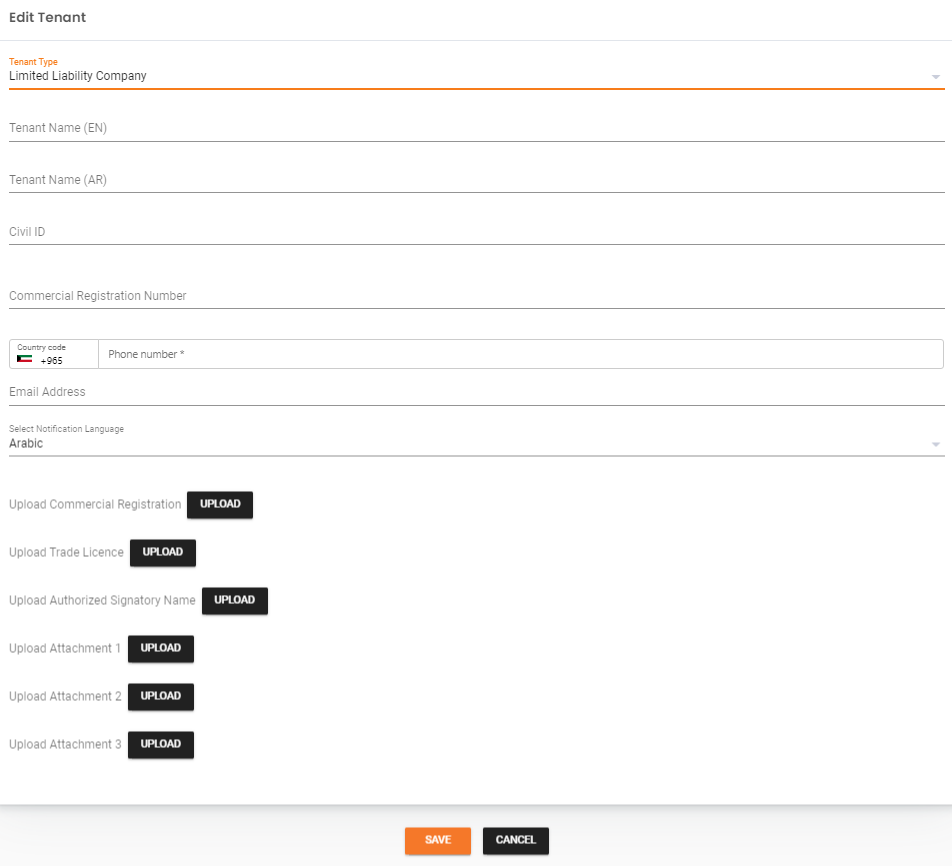 Edit Tenant
Tenant Type
Limited Liability Company
Tenant Name (EN)
Tenant Name (AR)
Civil ID
Commercial Registration Number
Country code
+965
Phone number *
Email Address
Select Notification Language
Arabic
Upload Commercial Registration UPLOAD
Upload Trade Licence UPLOAD
Upload Authorized Signatory Name UPLOAD
Upload Attachment 1 UPLOAD
Upload Attachment 2 UPLOAD
Upload Attachment 3 UPLOAD
SAVE CANCEL